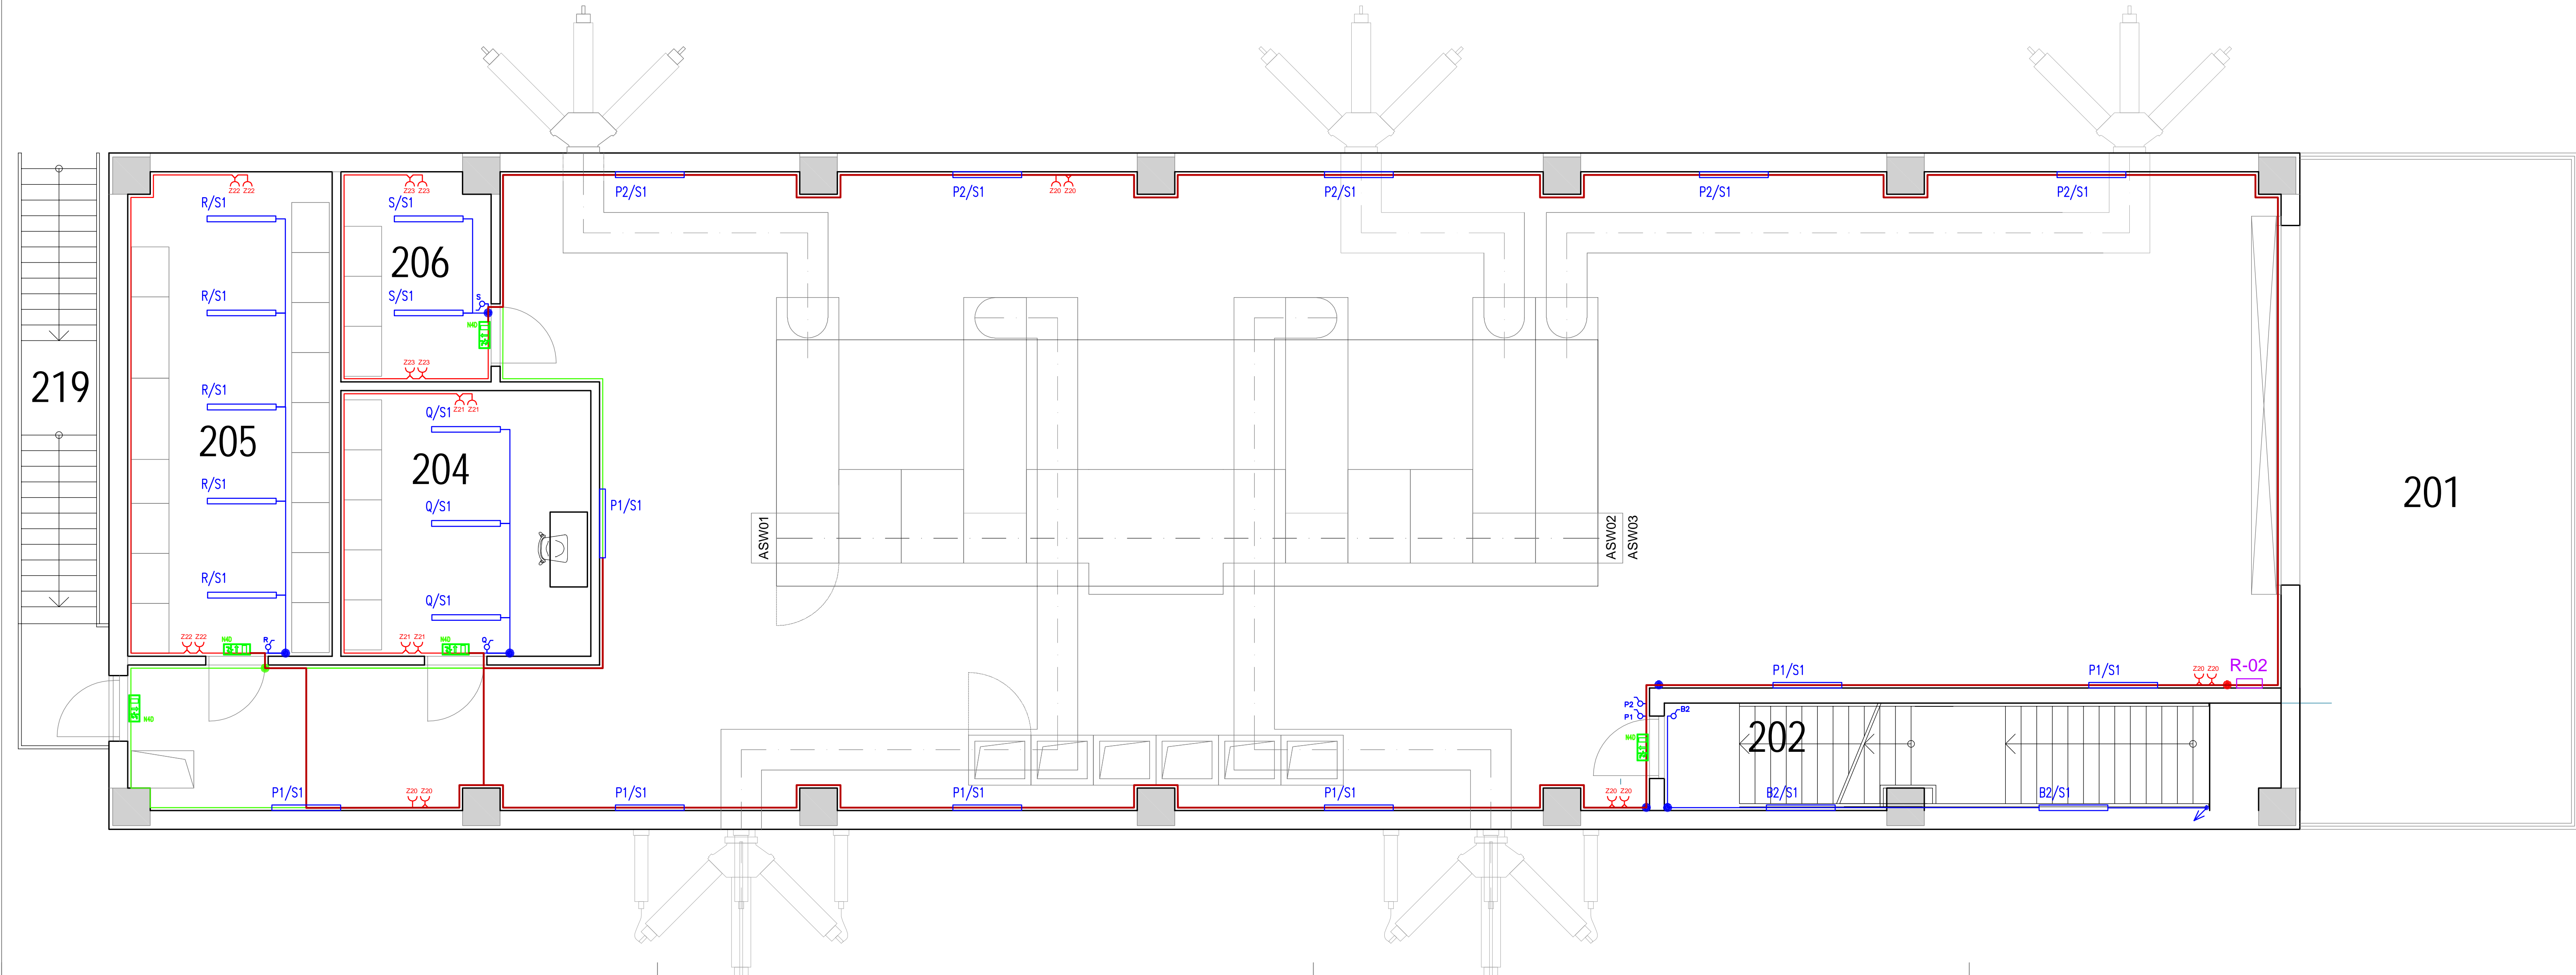 Z22 Z22
Z23 Z23
P2/S1
P2/S1
Z20 Z20
P2/S1
P2/S1
P2/S1
R/S1
S/S1
206
R/S1
S/S1
S
N40
Z23 Z23
219
R/S1
205
Z21 Z21
Q/S1
204
R/S1
Q/S1
P1/S1
201
ASW01
ASW02
ASW03
R/S1
Q/S1
Z22 Z22
N40
R
Z21 Z21
N40
Q
P1/S1
P1/S1
Z20 Z20
R-02
N40
P2
P1
B2
N40
202
P1/S1
Z20 Z20
P1/S1
P1/S1
P1/S1
Z20 Z20
B2/S1
B2/S1